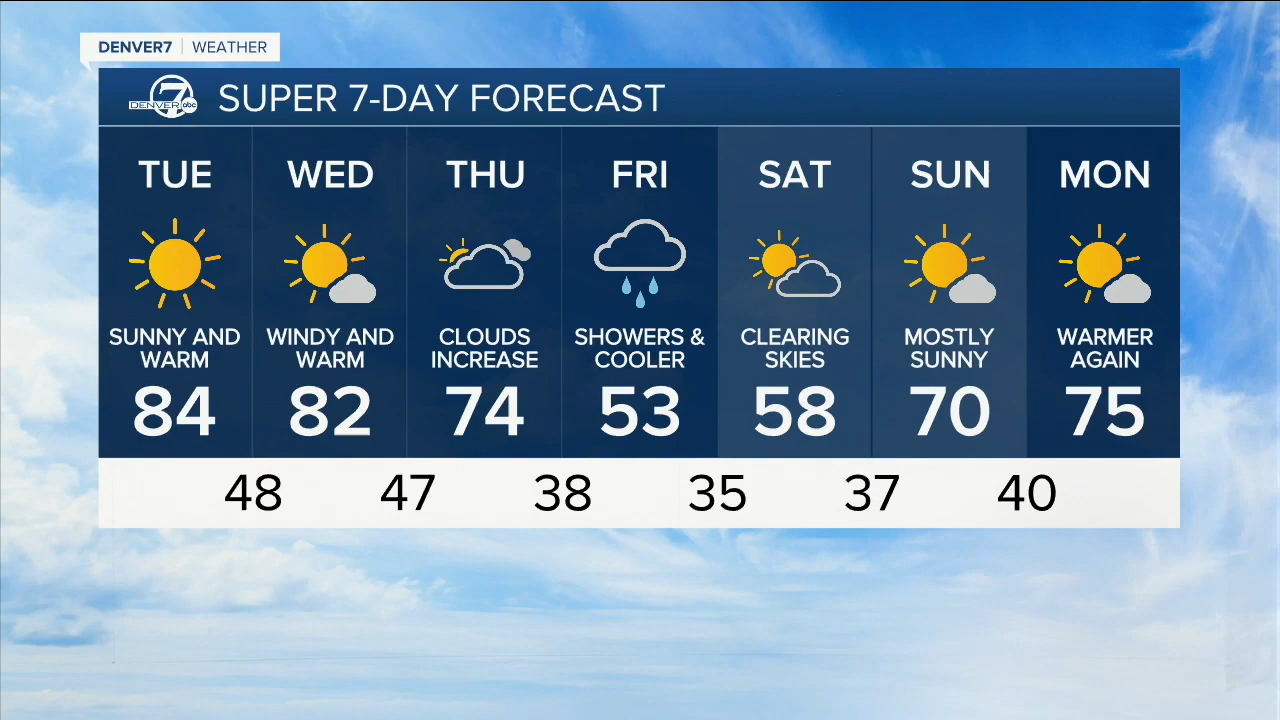 DENVER7 | WEATHER
7
DENVER abc
SUPER 7-DAY FORECAST
TUE WED THU FRI SAT SUN MON
SUNNY AND WINDY AND CLOUDS SHOWERS & CLEARING MOSTLY WARMER
WARM WARM INCREASE COOLER SKIES SUNNY AGAIN
84 82 74 53 58 70 75
48 47 38 35 37 40